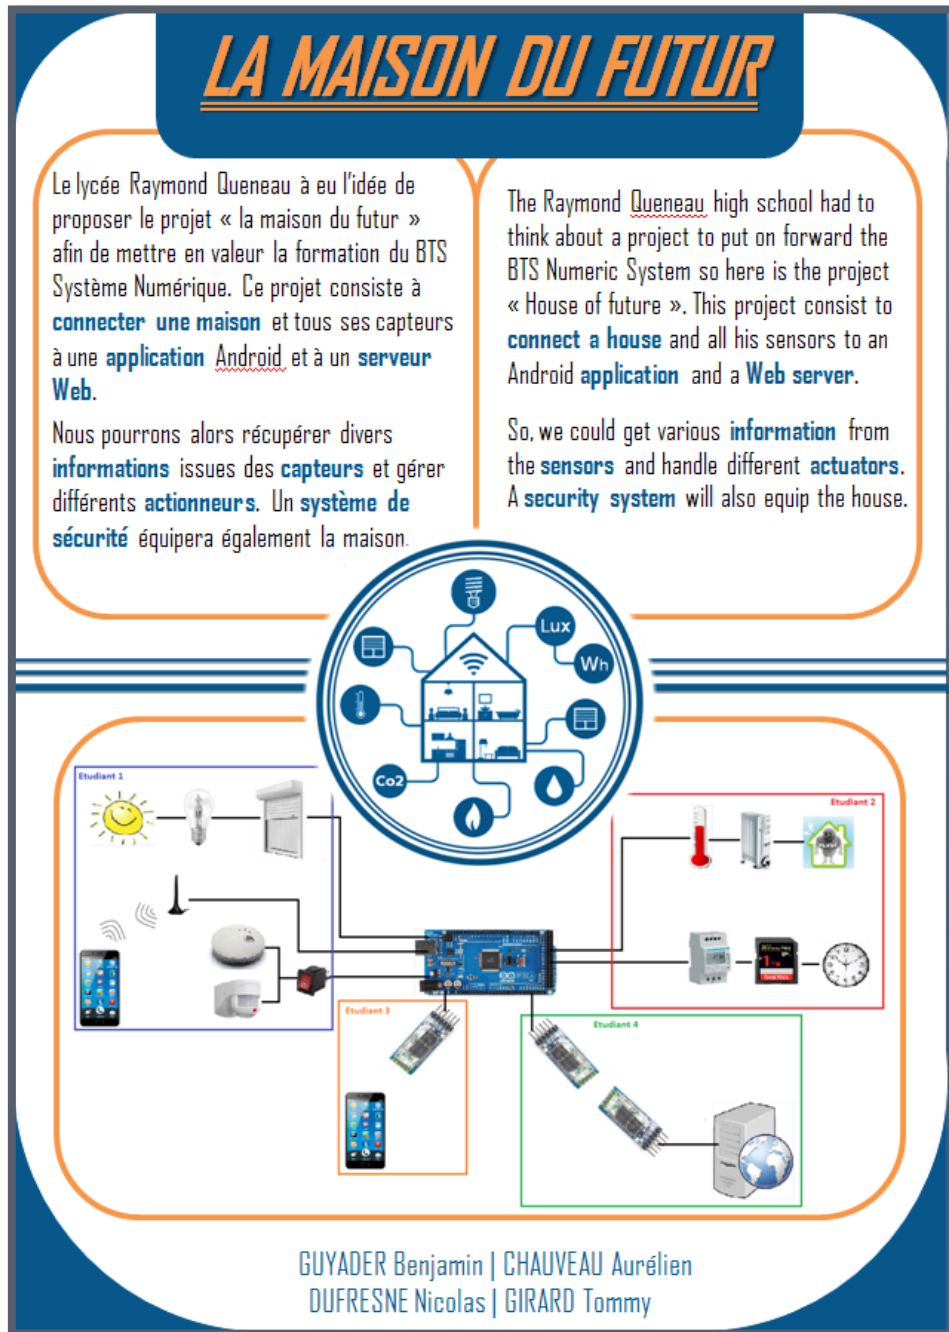 LA MAISON DU FUTUR
Le lycée Raymond Queneau à eu l'idée de
proposer le projet « la maison du futur »
afin de mettre en valeur la formation du BTS
Système Numérique. Ce projet consiste à
connecter une maison et tous ses capteurs
à une application Android et à un serveur
Web.
Nous pourrons alors récupérer divers
informations issues des capteurs et gérer
différents actionneurs. Un système de
sécurité équipera également la maison.
The Raymond Queneau high school had to
think about a project to put on forward the
BTS Numeric System so here is the project
« House of future ». This project consist to
connect a house and all his sensors to an
Android application and a Web server.
So, we could get various information from
the sensors and handle different actuators.
A security system will also equip the house.
Lux
Wh
Co2
Etudiant 1
Etudiant 2
1
Etudiant 3
Etudiant 4
GUYADER Benjamin | CHAUVEAU Aurélien
DUFRESNE Nicolas | GIRARD Tommy